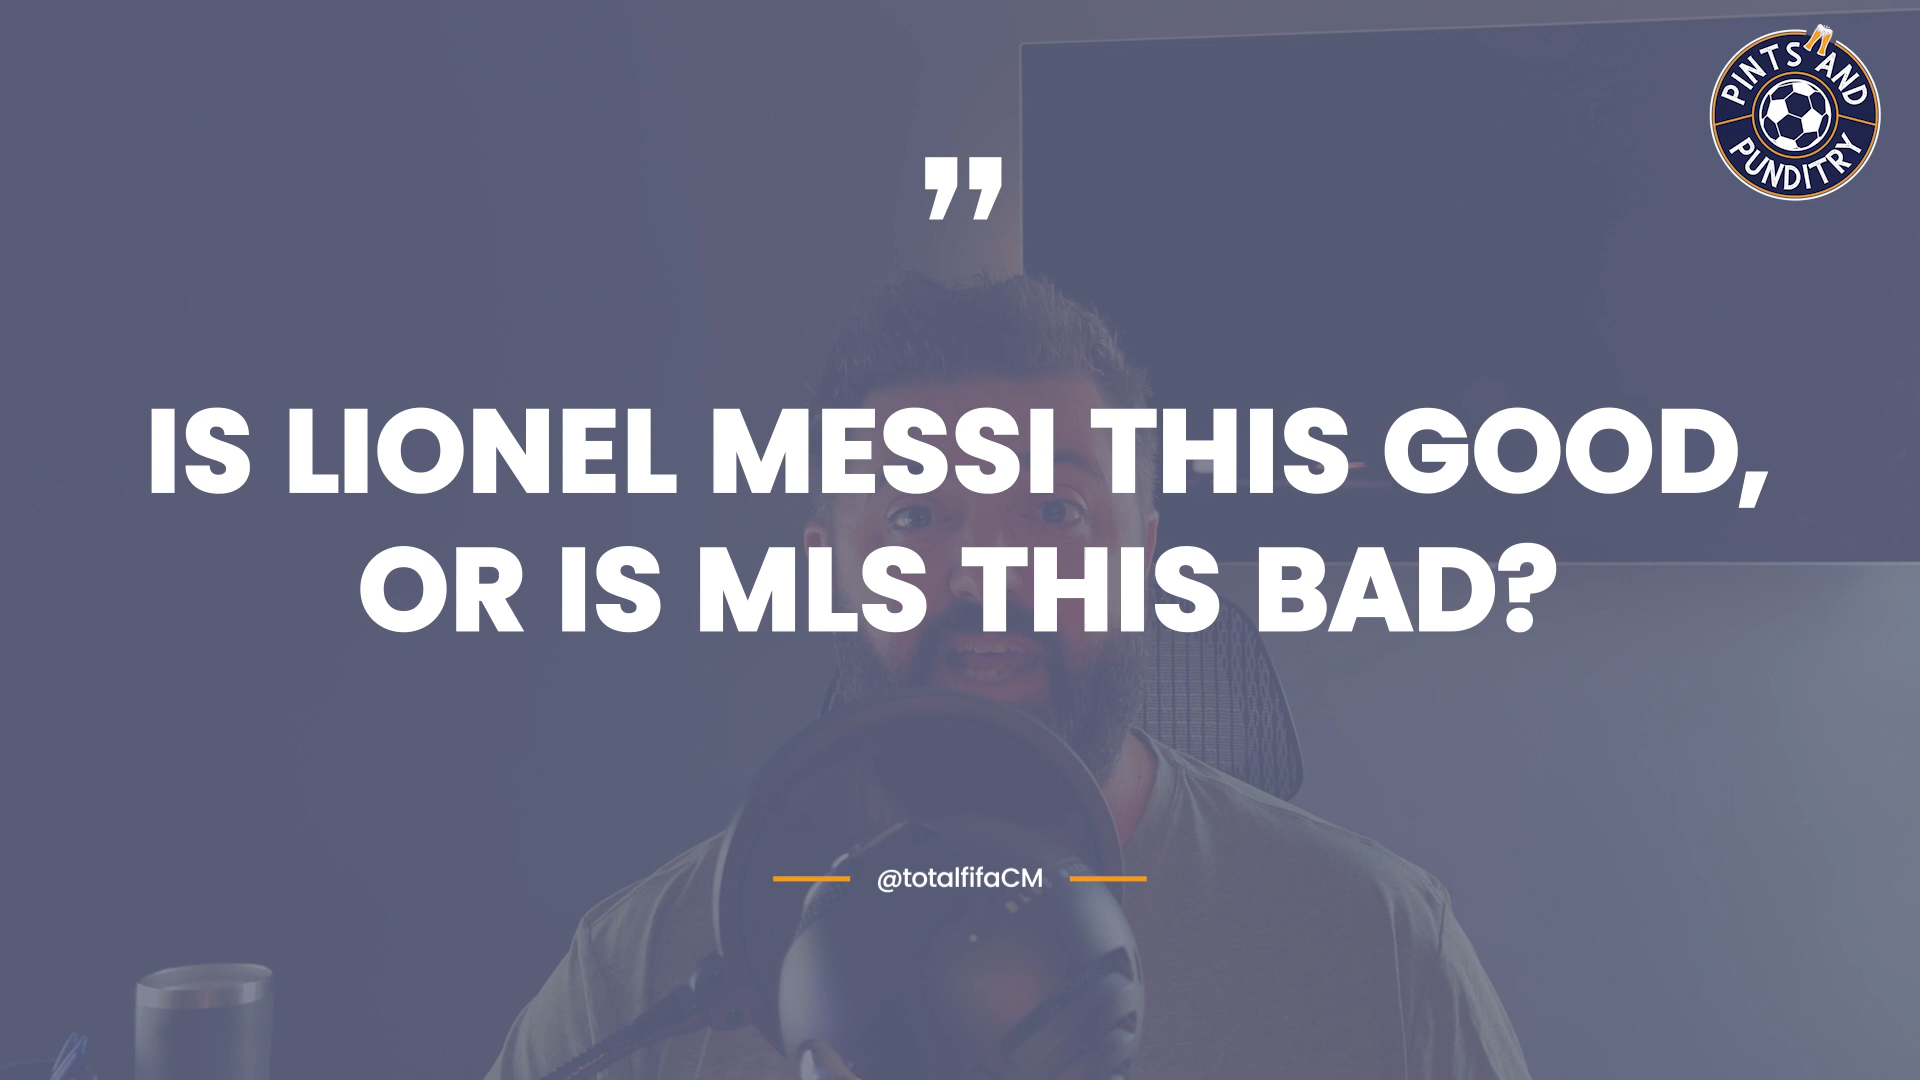 PINTS AND
PUNDITRY
”
IS LIONEL MESSI THIS GOOD,
OR IS MLS THIS BAD?
@totalfifaCM